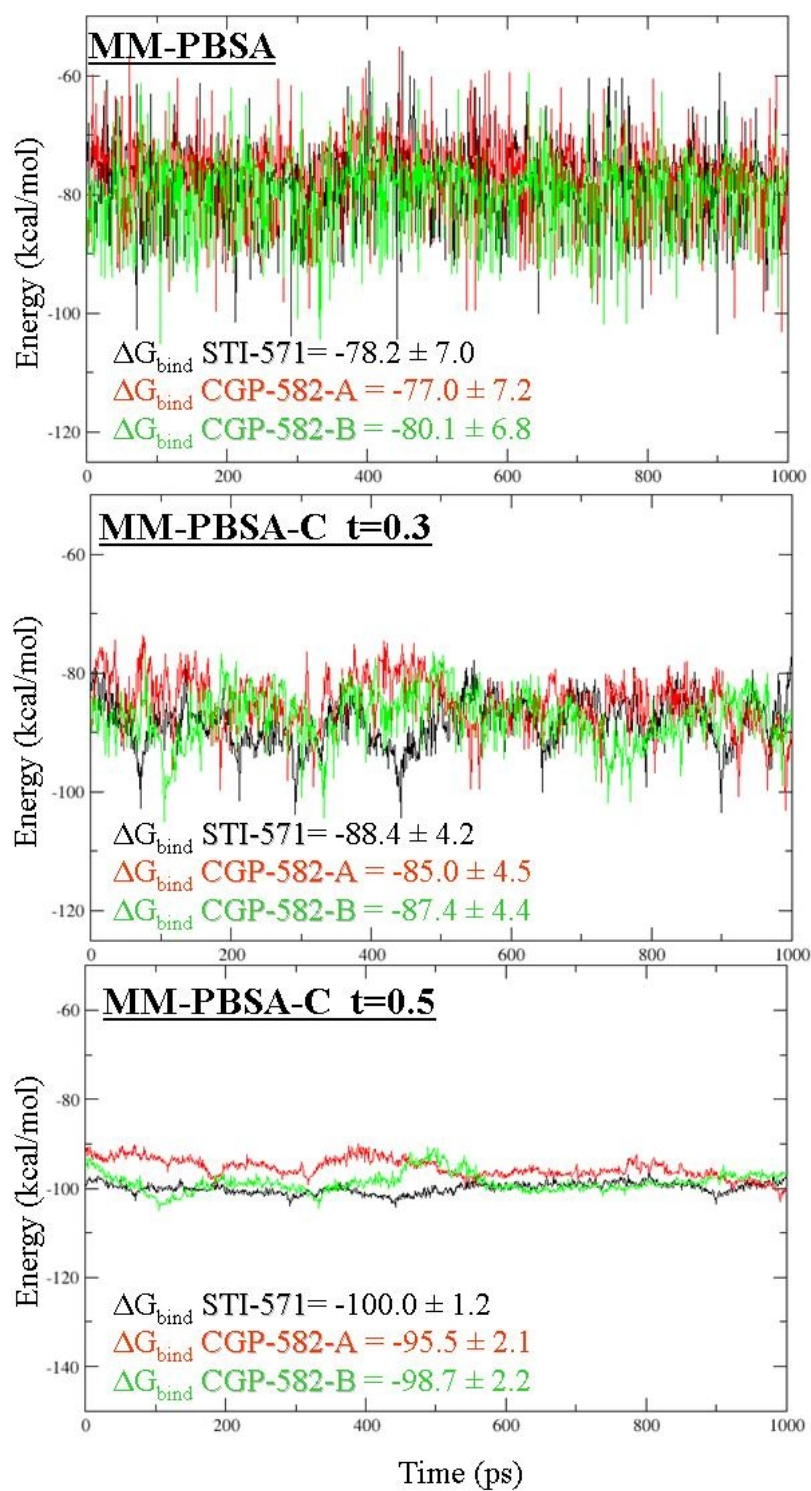 MM-PBSA
Energy (kcal/mol)
-60
-80
-100
-120
ΔGbind STI-571= -78.2 ± 7.0
ΔGbind CGP-582-A = -77.0 ± 7.2
ΔGbind CGP-582-B = -80.1 ± 6.8
0 200 400 600 800 1000
MM-PBSA-C t=0.3
Energy (kcal/mol)
-60
-80
-100
-120
ΔGbind STI-571= -88.4 ± 4.2
ΔGbind CGP-582-A = -85.0 ± 4.5
ΔGbind CGP-582-B = -87.4 ± 4.4
0 200 400 600 800 1000
MM-PBSA-C t=0.5
Energy (kcal/mol)
-60
-80
-100
-120
-140
ΔGbind STI-571= -100.0 ± 1.2
ΔGbind CGP-582-A = -95.5 ± 2.1
ΔGbind CGP-582-B = -98.7 ± 2.2
0 200 400 600 800 1000
Time (ps)